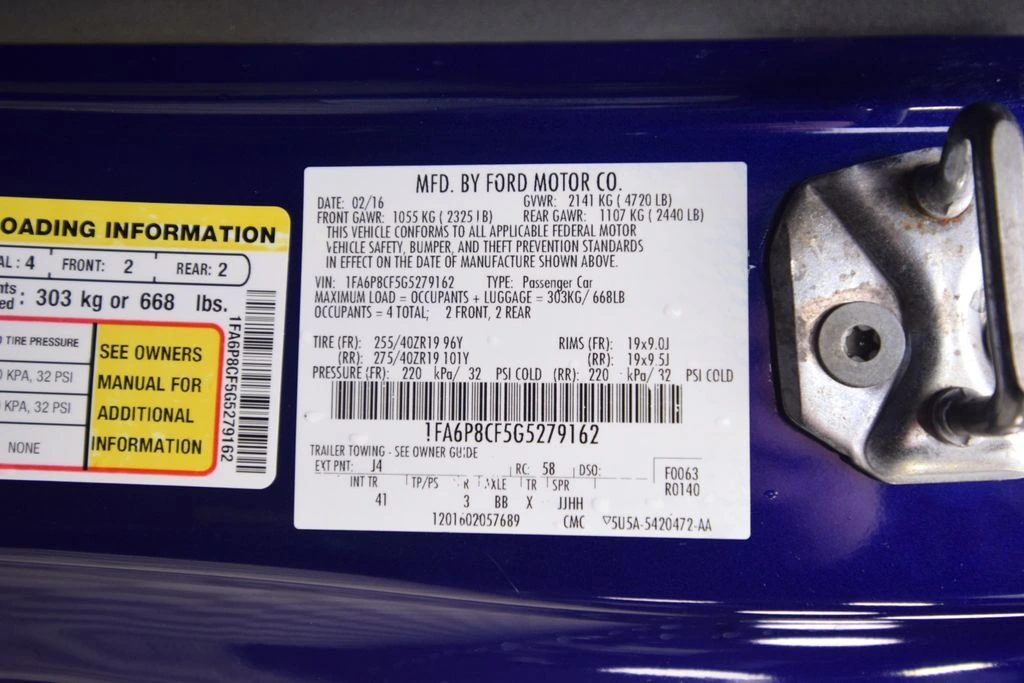 OADING INFORMATION
AL: 4 FRONT: 2 REAR: 2
nts
ed: 303 kg or 668 lbs.
TIRE PRESSURE
KPA, 32 PSI
KPA, 32 PSI
NONE
SEE OWNERS
MANUAL FOR
ADDITIONAL
INFORMATION
1FA6P8CF5G5279162
MFD. BY FORD MOTOR CO.
DATE: 02/16 GVWR: 2141 KG ( 4720 LB)
FRONT GAWR: 1055 KG ( 2325 LB) REAR GAWR: 1107 KG ( 2440 LB)
THIS VEHICLE CONFORMS TO ALL APPLICABLE FEDERAL MOTOR
VEHICLE SAFETY, BUMPER, AND THEFT PREVENTION STANDARDS
IN EFFECT ON THE DATE OF MANUFACTURE SHOWN ABOVE.
VIN: 1FA6P8CF5G5279162 TYPE: Passenger Car
MAXIMUM LOAD = OCCUPANTS + LUGGAGE = 303KG/ 668LB
OCCUPANTS = 4 TOTAL; 2 FRONT, 2 REAR
TIRE (FR): 255/40ZR19 96Y RIMS (FR): 19x9.0J
(RR): 275/40ZR19 101Y (RR): 19x9.5J
PRESSURE (FR): 220 kPa/ 32 PSI COLD (RR): 220 kPa/ 32 PSI COLD
1FA6P8CF5G5279162
TRAILER TOWING - SEE OWNER GUIDE
EXT PNT: J4 RC: 58 DSO: F0063
INT TR TP/PS R AXLE TR SPR R0140
41 3 BB X JJHH
1201602057689 CMC ▽5U5A-5420472-AA